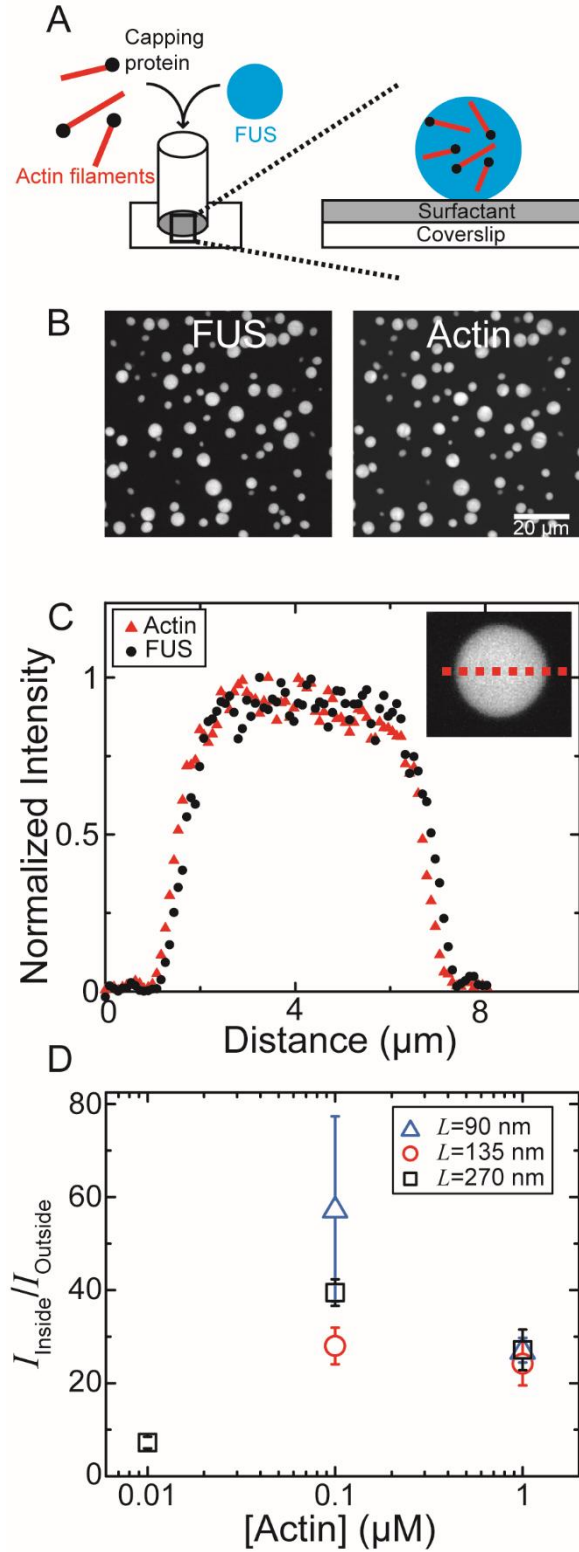 A
Capping
protein
FUS
Actin filaments
Surfactant
Coverslip
B
FUS
Actin
20 μm
C
Actin
FUS
1
0.5
0
Normalized Intensity
0
4
8
Distance (μm)
D
80
60
40
20
0
I Inside/I Outside
L=90 nm
L=135 nm
L=270 nm
0.01
0.1
1
[Actin] (μM)